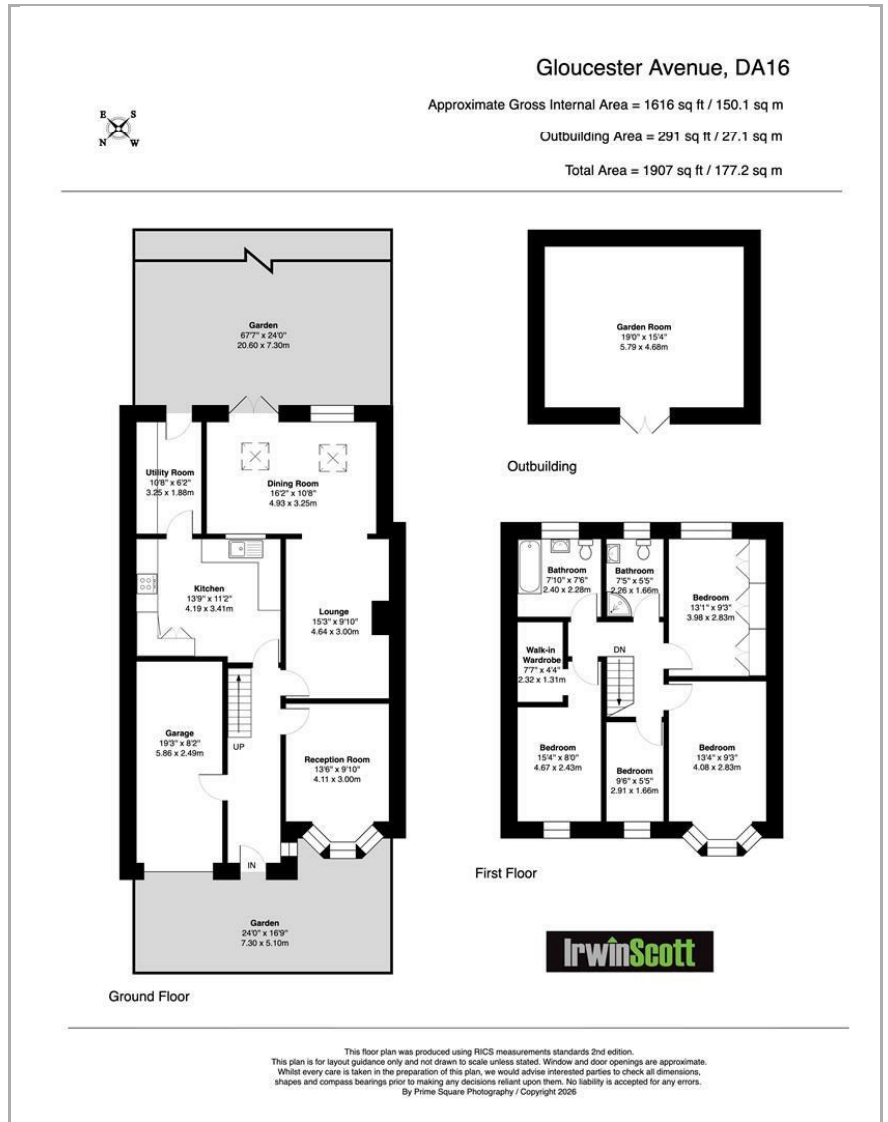 Gloucester Avenue, DA16
Approximate Gross Internal Area = 1616 sq ft / 150.1 sq m
Outbuilding Area = 291 sq ft / 27.1 sq m
Total Area = 1907 sq ft / 177.2 sq m
E S
N W
Garden
67'7" x 24'0"
20.60 x 7.30m
Utility Room
10'8" x 6'2"
3.25 x 1.88m
Dining Room
16'2" x 10'8"
4.93 x 3.25m
Kitchen
13'9" x 11'2"
4.19 x 3.41m
Lounge
15'3" x 9'10"
4.64 x 3.00m
Garage
19'3" x 8'2"
5.86 x 2.49m
UP
Reception Room
13'6" x 9'10"
4.11 x 3.00m
IN
Garden
24'0" x 16'9"
7.30 x 5.10m
Ground Floor
Garden Room
19'0" x 15'4"
5.79 x 4.68m
Outbuilding
Bathroom
7'10" x 7'6"
2.40 x 2.28m
Bathroom
7'5" x 5'5"
2.26 x 1.66m
Bedroom
13'1" x 9'3"
3.98 x 2.83m
Walk-in
Wardrobe
7'7" x 4'4"
2.32 x 1.31m
DN
Bedroom
15'4" x 8'0"
4.67 x 2.43m
Bedroom
9'6" x 5'5"
2.91 x 1.66m
Bedroom
13'4" x 9'3"
4.08 x 2.83m
First Floor
IrwinScott
This floor plan was produced using RICS measurements standards 2nd edition.
This plan is for layout guidance only and not drawn to scale unless stated. Window and door openings are approximate.
Whilst every care is taken in the preparation of this plan, we would advise interested parties to check all dimensions,
shapes and compass bearings prior to making any decisions reliant upon them. No liability is accepted for any errors.
By Prime Square Photography / Copyright 2026